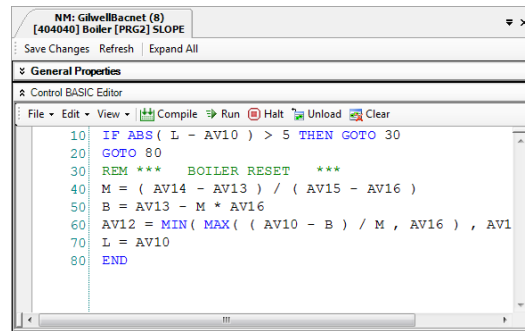 NM: GilwellBacnet (8)
[404040] Boiler [PRG2] SLOPE
Save Changes Refresh Expand All
General Properties
Control BASIC Editor
File Edit View Compile Run Halt Unload Clear
10 IF ABS( L - AV10 ) > 5 THEN GOTO 30
20 GOTO 80
30 REM *** BOILER RESET ***
40 M = ( AV14 - AV13 ) / ( AV15 - AV16 )
50 B = AV13 - M * AV16
60 AV12 = MIN( MAX( ( AV10 - B ) / M , AV16 ) , AV1
70 L = AV10
80 END